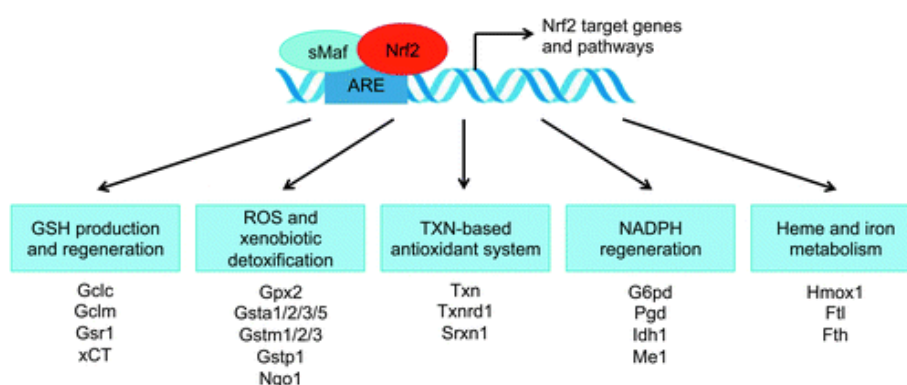 sMaf
Nrf2
ARE
Nrf2 target genes
and pathways
GSH production
and regeneration
Gclc
Gclm
Gsr1
xCT
ROS and
xenobiotic
detoxification
Gpx2
Gsta1/2/3/5
Gstm1/2/3
Gstp1
Nqo1
TXN-based
antioxidant system
Txn
Txnrd1
Srxn1
NADPH
regeneration
G6pd
Pgd
Idh1
Me1
Heme and iron
metabolism
Hmox1
Ftl
Fth